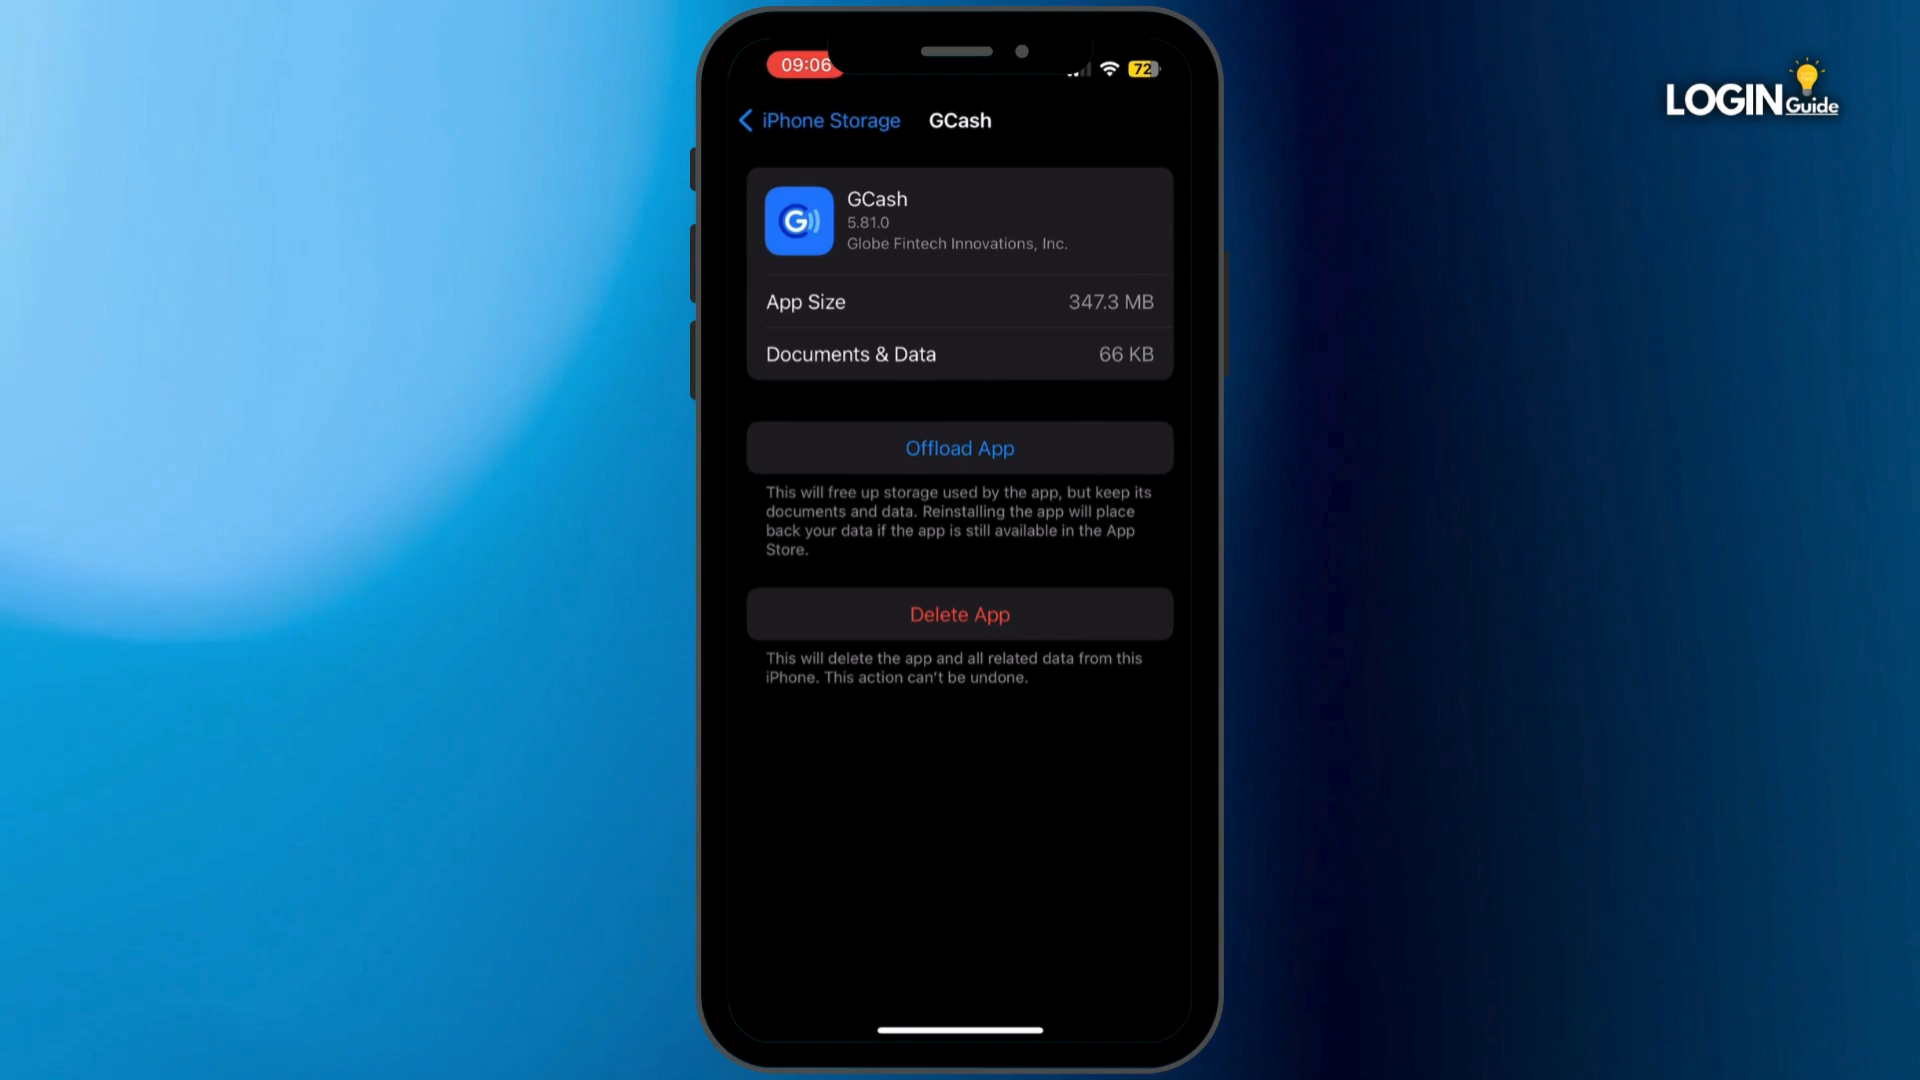 09:06
72
LOGIN Guide
iPhone Storage GCash
G
GCash
5.81.0
Globe Fintech Innovations, Inc.
App Size 347.3 MB
Documents & Data 66 KB
Offload App
This will free up storage used by the app, but keep its
documents and data. Reinstalling the app will place
back your data if the app is still available in the App
Store.
Delete App
This will delete the app and all related data from this
iPhone. This action can't be undone.